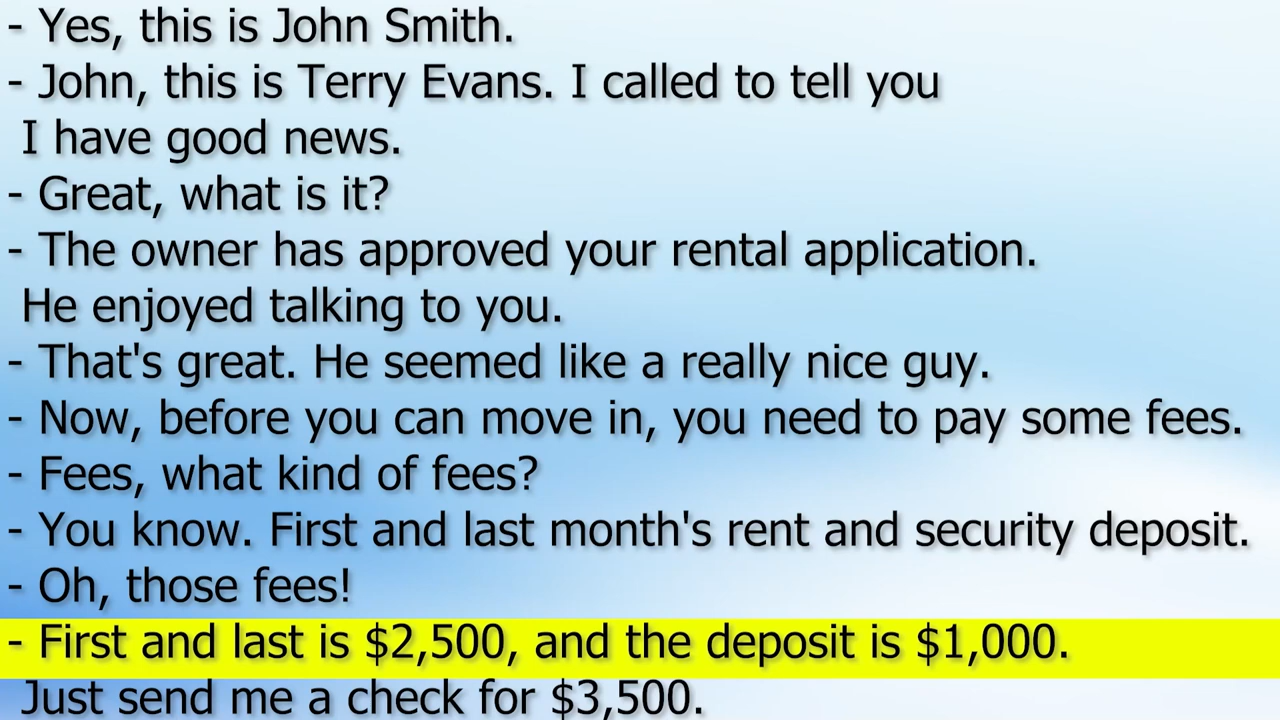 - Yes, this is John Smith.
- John, this is Terry Evans. I called to tell you
I have good news.
- Great, what is it?
- The owner has approved your rental application.
He enjoyed talking to you.
- That's great. He seemed like a really nice guy.
- Now, before you can move in, you need to pay some fees.
- Fees, what kind of fees?
- You know. First and last month's rent and security deposit.
- Oh, those fees!
- First and last is $2,500, and the deposit is $1,000.
Just send me a check for $3,500.